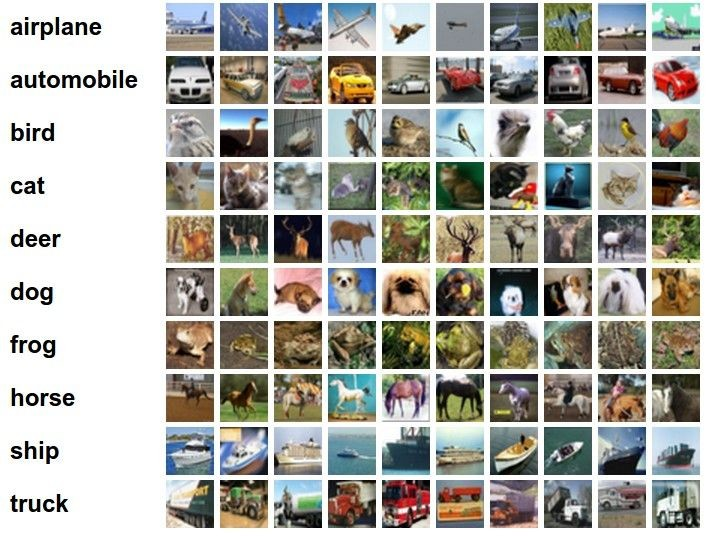 airplane
automobile
bird
cat
deer
dog
frog
horse
ship
truck